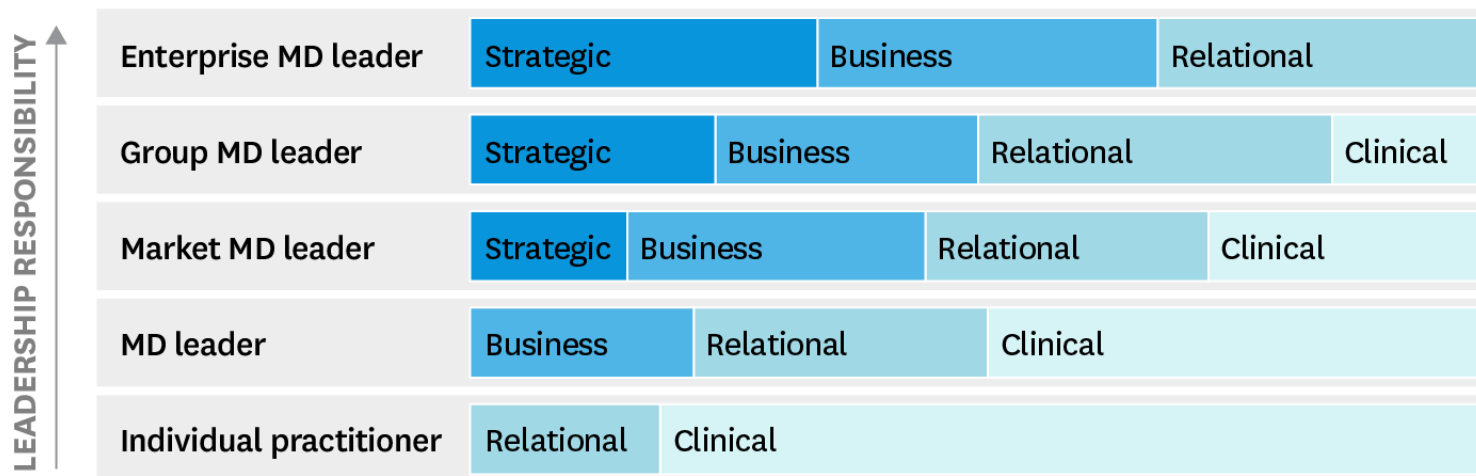 LEADERSHIP RESPONSIBILITY
Enterprise MD leader Strategic Business Relational
Group MD leader Strategic Business Relational Clinical
Market MD leader Strategic Business Relational Clinical
MD leader Business Relational Clinical
Individual practitioner Relational Clinical